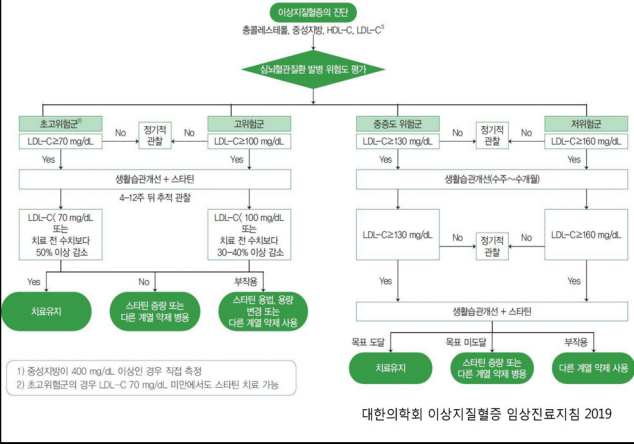 이상지질혈증의 진단
총콜레스테롤, 중성지방, HDL-C, LDL-C¹⁾
심뇌혈관질환 발병 위험도 평가
초고위험군²⁾
LDL-C≥70 mg/dL
No
정기적
관찰
No
고위험군
LDL-C≥100 mg/dL
중증도 위험군
LDL-C≥130 mg/dL
No
정기적
관찰
No
저위험군
LDL-C≥160 mg/dL
Yes
Yes
Yes
Yes
생활습관개선 + 스타틴
생활습관개선(수주~수개월)
4-12주 뒤 추적 관찰
LDL-C( 70 mg/dL
또는
치료 전 수치보다
50% 이상 감소
LDL-C( 100 mg/dL
또는
치료 전 수치보다
30-40% 이상 감소
LDL-C≥130 mg/dL
No
정기적
관찰
No
LDL-C≥160 mg/dL
Yes
No
부작용
Yes
Yes
치료유지
스타틴 증량 또는
다른 계열 약제 병용
스타틴 용법, 용량
변경 또는
다른 계열 약제 사용
생활습관개선 + 스타틴
목표 도달
목표 미도달
부작용
치료유지
스타틴 증량 또는
다른 계열 약제 병용
다른 계열 약제 사용
1) 중성지방이 400 mg/dL 이상인 경우 직접 측정
2) 초고위험군의 경우 LDL-C 70 mg/dL 미만에서도 스타틴 치료 가능
대한의학회 이상지질혈증 임상진료지침 2019